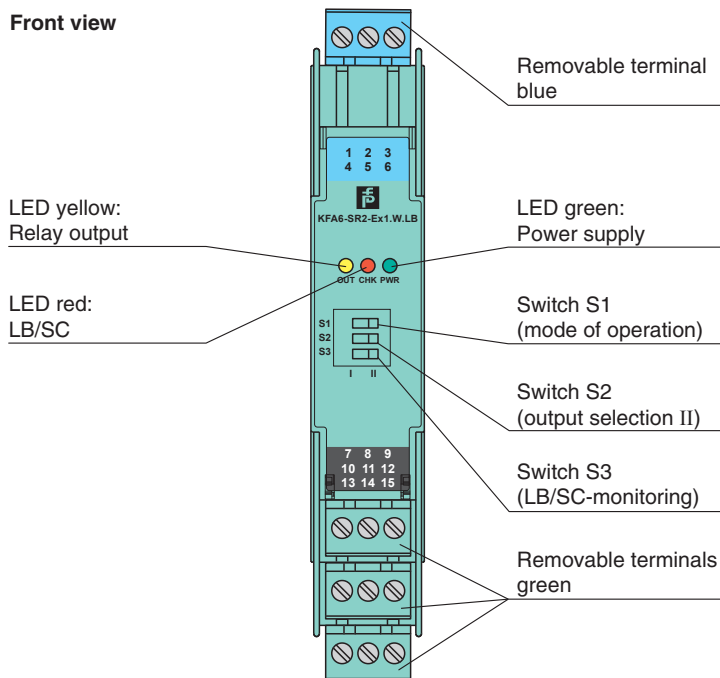 Front view
Removable terminal
blue
1 2 3
4 5 6
KFA6-SR2-Ex1.W.LB
LED yellow:
Relay output
LED green:
Power supply
OUT CHK PWR
LED red:
LB/SC
S1
S2
S3
I II
Switch S1
(mode of operation)
Switch S2
(output selection II)
Switch S3
(LB/SC-monitoring)
7 8 9
10 11 12
13 14 15
Removable terminals
green